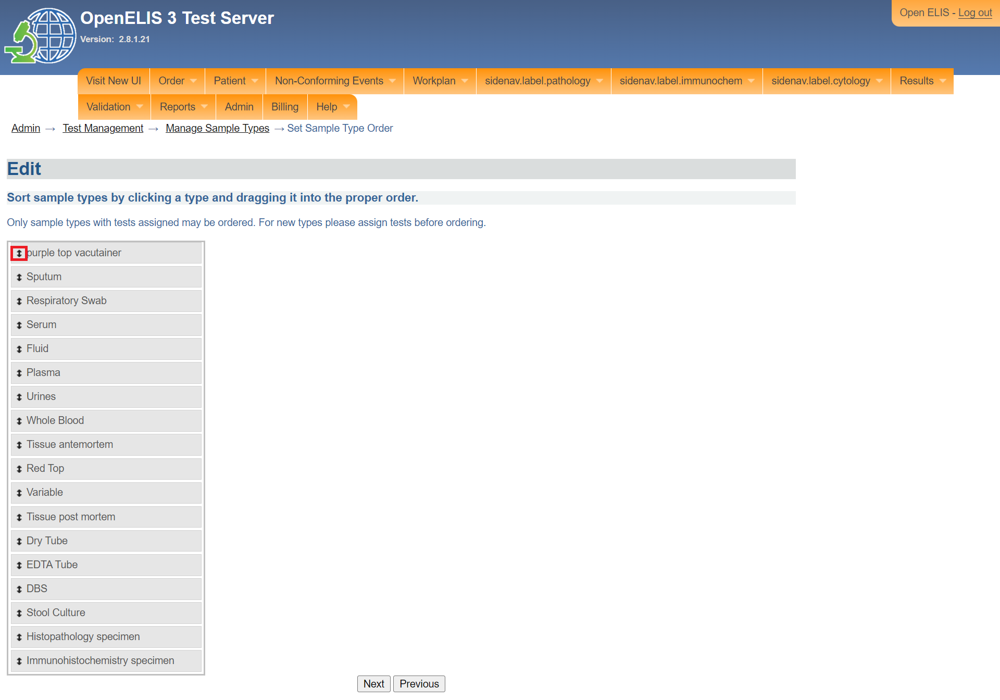 OpenELIS 3 Test Server
Version: 2.8.1.21
Open ELIS - Log out
Visit New UI Order Patient Non-Conforming Events Workplan sidenav.label.pathology sidenav.label.immunochem sidenav.label.cytology Results
Validation Reports Admin Billing Help
Admin → Test Management → Manage Sample Types → Set Sample Type Order
Edit
Sort sample types by clicking a type and dragging it into the proper order.
Only sample types with tests assigned may be ordered. For new types please assign tests before ordering.
purple top vacutainer
Sputum
Respiratory Swab
Serum
Fluid
Plasma
Urines
Whole Blood
Tissue antemortem
Red Top
Variable
Tissue post mortem
Dry Tube
EDTA Tube
DBS
Stool Culture
Histopathology specimen
Immunohistochemistry specimen
Next Previous